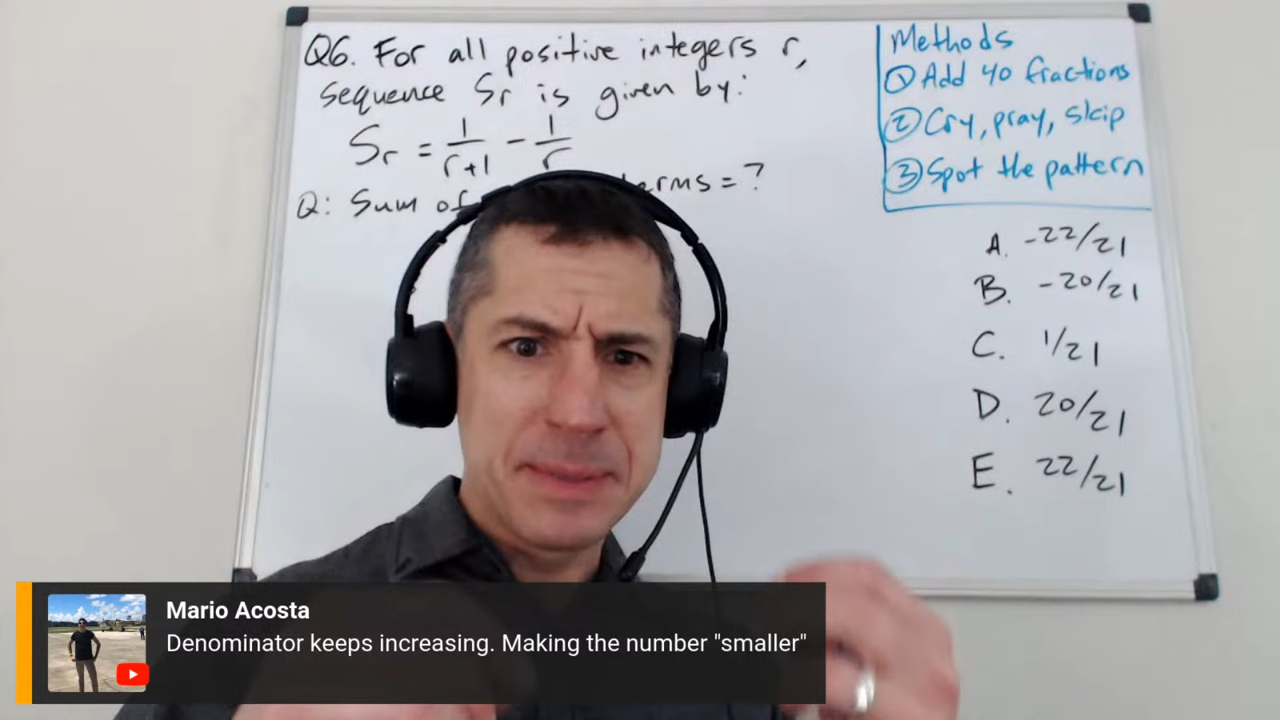 Q6. For all positive integers r,
sequence Sr is given by:
Sr = 1/r+1 - 1/r
Q: Sum of terms = ?
Methods
① Add 40 fractions
② Cry, pray, skip
③ Spot the pattern
A. -22/21
B. -20/21
C. 1/21
D. 20/21
E. 22/21
Mario Acosta
Denominator keeps increasing. Making the number "smaller"